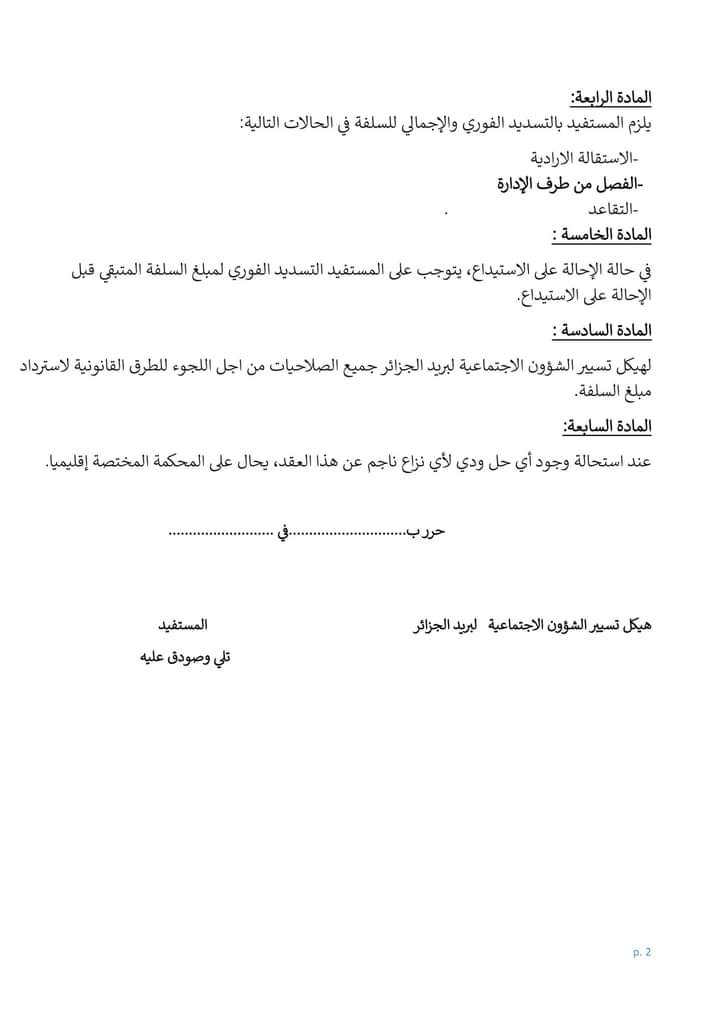 المادة الرابعة:
يلزم المستفيد بالتسديد الفوري والإجمالي للسلفة في الحالات التالية:
-الاستقالة الارادية
-الفصل من طرف الإدارة
-التقاعد .
المادة الخامسة :
في حالة الإحالة على الاستيداع، يتوجب على المستفيد التسديد الفوري لمبلغ السلفة المتبقي قبل
الإحالة على الاستيداع.
المادة السادسة :
لهيكل تسيير الشؤون الاجتماعية لبريد الجزائر جميع الصلاحيات من اجل اللجوء للطرق القانونية لاسترداد
مبلغ السلفة.
المادة السابعة:
عند استحالة وجود أي حل ودي لأي نزاع ناجم عن هذا العقد، يحال على المحكمة المختصة إقليميا.
حرر ب.............................في ..........................
هيكل تسيير الشؤون الاجتماعية لبريد الجزائر المستفيد
تلي وصودق عليه
p. 2